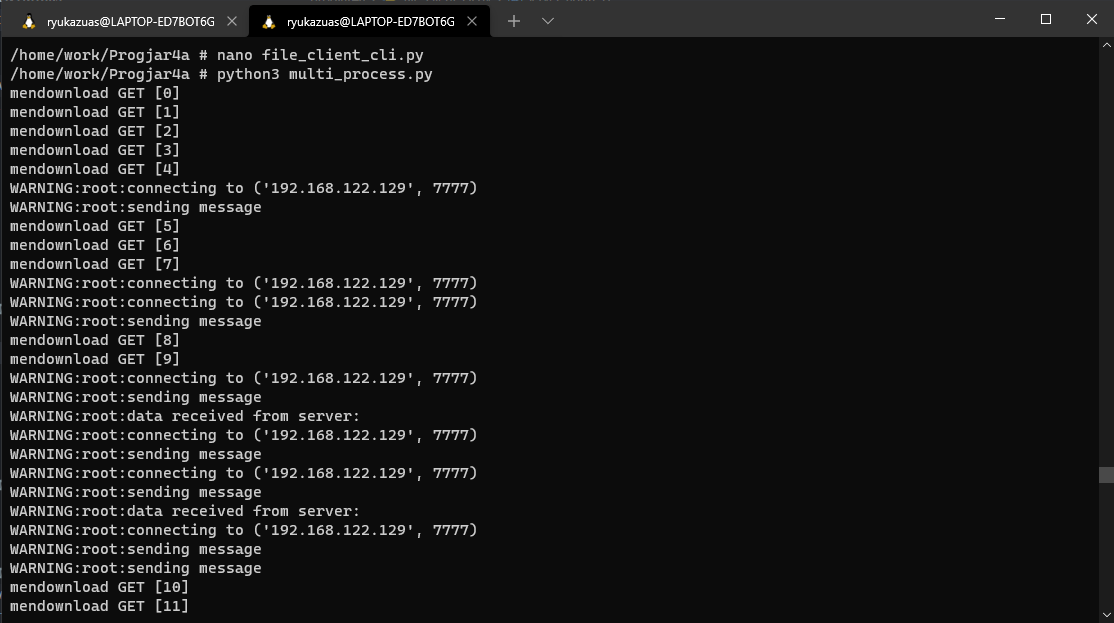 ryukazuas@LAPTOP-ED7BOT6G
ryukazuas@LAPTOP-ED7BOT6G
/home/work/Progjar4a # nano file_client_cli.py
/home/work/Progjar4a # python3 multi_process.py
mendownload GET [0]
mendownload GET [1]
mendownload GET [2]
mendownload GET [3]
mendownload GET [4]
WARNING:root:connecting to ('192.168.122.129', 7777)
WARNING:root:sending message
mendownload GET [5]
mendownload GET [6]
mendownload GET [7]
WARNING:root:connecting to ('192.168.122.129', 7777)
WARNING:root:connecting to ('192.168.122.129', 7777)
WARNING:root:sending message
mendownload GET [8]
mendownload GET [9]
WARNING:root:connecting to ('192.168.122.129', 7777)
WARNING:root:sending message
WARNING:root:data received from server:
WARNING:root:connecting to ('192.168.122.129', 7777)
WARNING:root:sending message
WARNING:root:connecting to ('192.168.122.129', 7777)
WARNING:root:sending message
WARNING:root:data received from server:
WARNING:root:connecting to ('192.168.122.129', 7777)
WARNING:root:sending message
WARNING:root:sending message
mendownload GET [10]
mendownload GET [11]